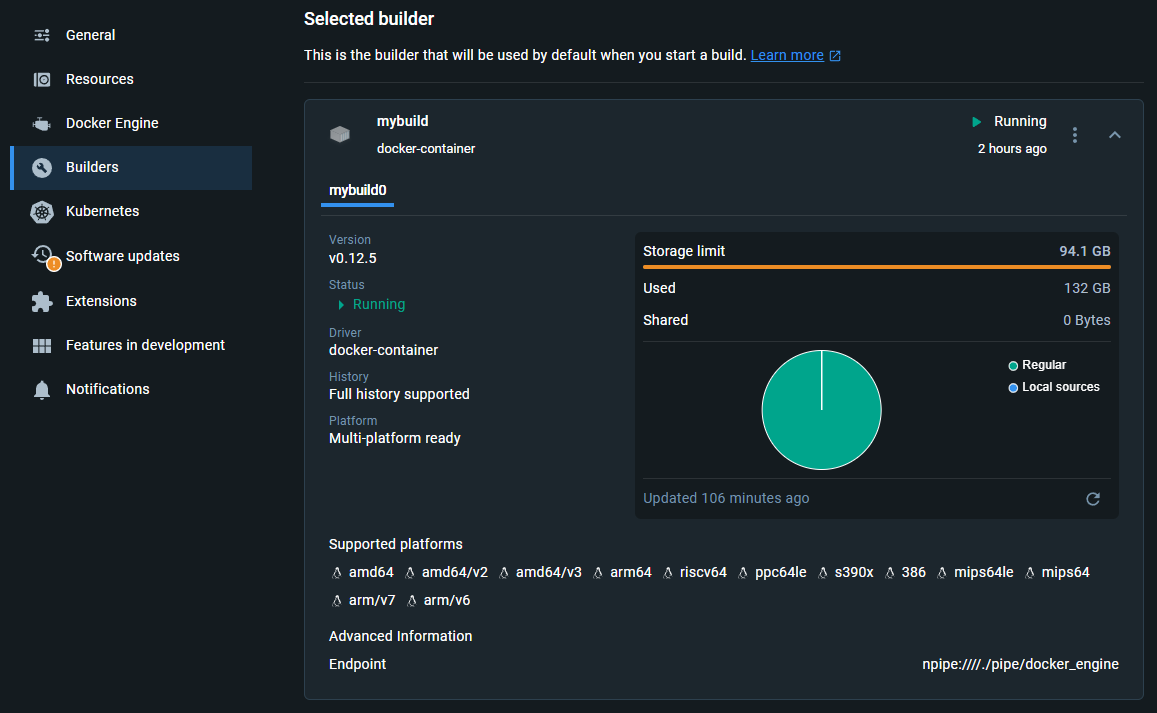 General
Resources
Docker Engine
Builders
Kubernetes
Software updates
Extensions
Features in development
Notifications
Selected builder
This is the builder that will be used by default when you start a build. Learn more
mybuild
docker-container
Running
2 hours ago
mybuild0
Version
v0.12.5
Status
Running
Driver
docker-container
History
Full history supported
Platform
Multi-platform ready
Storage limit 94.1 GB
Used 132 GB
Shared 0 Bytes
Regular
Local sources
Updated 106 minutes ago
Supported platforms
amd64 amd64/v2 amd64/v3 arm64 riscv64 ppc64le s390x 386 mips64le mips64
arm/v7 arm/v6
Advanced Information
Endpoint npipe:////./pipe/docker_engine